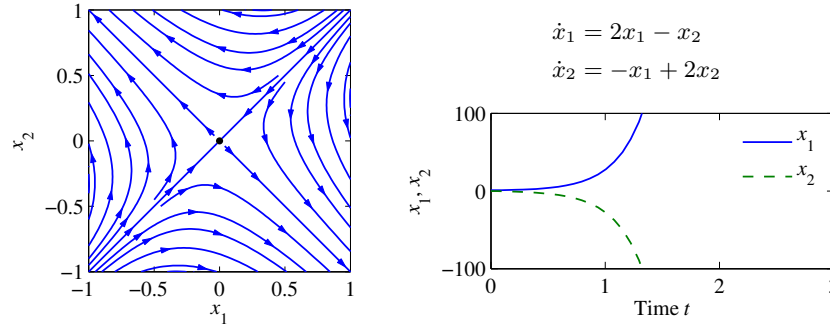 ẋ₁ = 2x₁ − x₂
ẋ₂ = −x₁ + 2x₂
1
0.5
0
−0.5
−1
x₂
−1
−0.5
0
0.5
1
x₁
100
0
−100
x₁, x₂
x₁
x₂
0
1
2
3
Time t